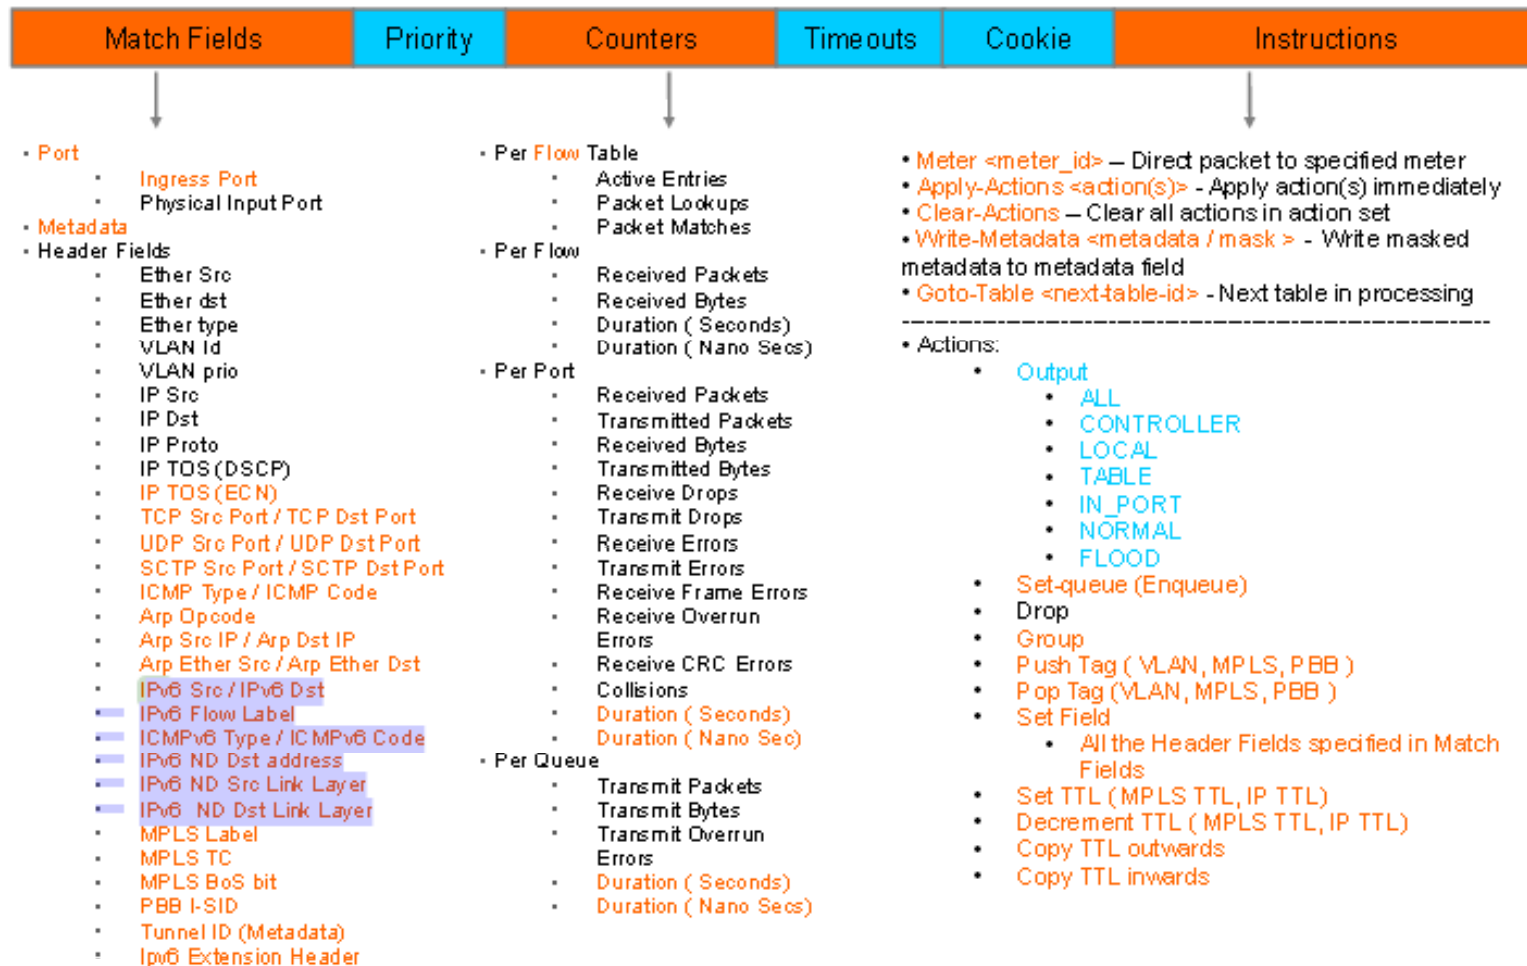 Match Fields
Priority
Counters
Timeouts
Cookie
Instructions
• Port
• Ingress Port
• Physical Input Port
• Metadata
• Header Fields
• Ether Src
• Ether dst
• Ether type
• VLAN Id
• VLAN prio
• IP Src
• IP Dst
• IP Proto
• IP TOS (DSCP)
• IP TOS (ECN)
• TCP Src Port / TCP Dst Port
• UDP Src Port / UDP Dst Port
• SCTP Src Port / SCTP Dst Port
• ICMP Type / ICMP Code
• Arp Opcode
• Arp Src IP / Arp Dst IP
• Arp Ether Src / Arp Ether Dst
• IPv6 Src / IPv6 Dst
• IPv6 Flow Label
• ICMPv6 Type / ICMPv6 Code
• IPv6 ND Dst address
• IPv6 ND Src Link Layer
• IPv6 ND Dst Link Layer
• MPLS Label
• MPLS TC
• MPLS BoS bit
• PBB I-SID
• Tunnel ID (Metadata)
• Ipv6 Extension Header
• Per Flow Table
• Active Entries
• Packet Lookups
• Packet Matches
• Per Flow
• Received Packets
• Received Bytes
• Duration ( Seconds)
• Duration ( Nano Secs)
• Per Port
• Received Packets
• Transmitted Packets
• Received Bytes
• Transmitted Bytes
• Receive Drops
• Transmit Drops
• Receive Errors
• Transmit Errors
• Receive Frame Errors
• Receive Overrun
Errors
• Receive CRC Errors
• Collisions
• Duration ( Seconds)
• Duration ( Nano Sec)
• Per Queue
• Transmit Packets
• Transmit Bytes
• Transmit Overrun
Errors
• Duration ( Seconds)
• Duration ( Nano Secs)
• Meter <meter_id> – Direct packet to specified meter
• Apply-Actions <action(s)> - Apply action(s) immediately
• Clear-Actions – Clear all actions in action set
• Write-Metadata <metadata / mask > - Write masked
metadata to metadata field
• Goto-Table <next-table-id> - Next table in processing
• Actions:
• Output
• ALL
• CONTROLLER
• LOCAL
• TABLE
• IN_PORT
• NORMAL
• FLOOD
• Set-queue (Enqueue)
• Drop
• Group
• Push Tag ( VLAN, MPLS, PBB )
• Pop Tag (VLAN, MPLS, PBB )
• Set Field
• All the Header Fields specified in Match
Fields
• Set TTL ( MPLS TTL, IP TTL)
• Decrement TTL ( MPLS TTL, IP TTL)
• Copy TTL outwards
• Copy TTL inwards